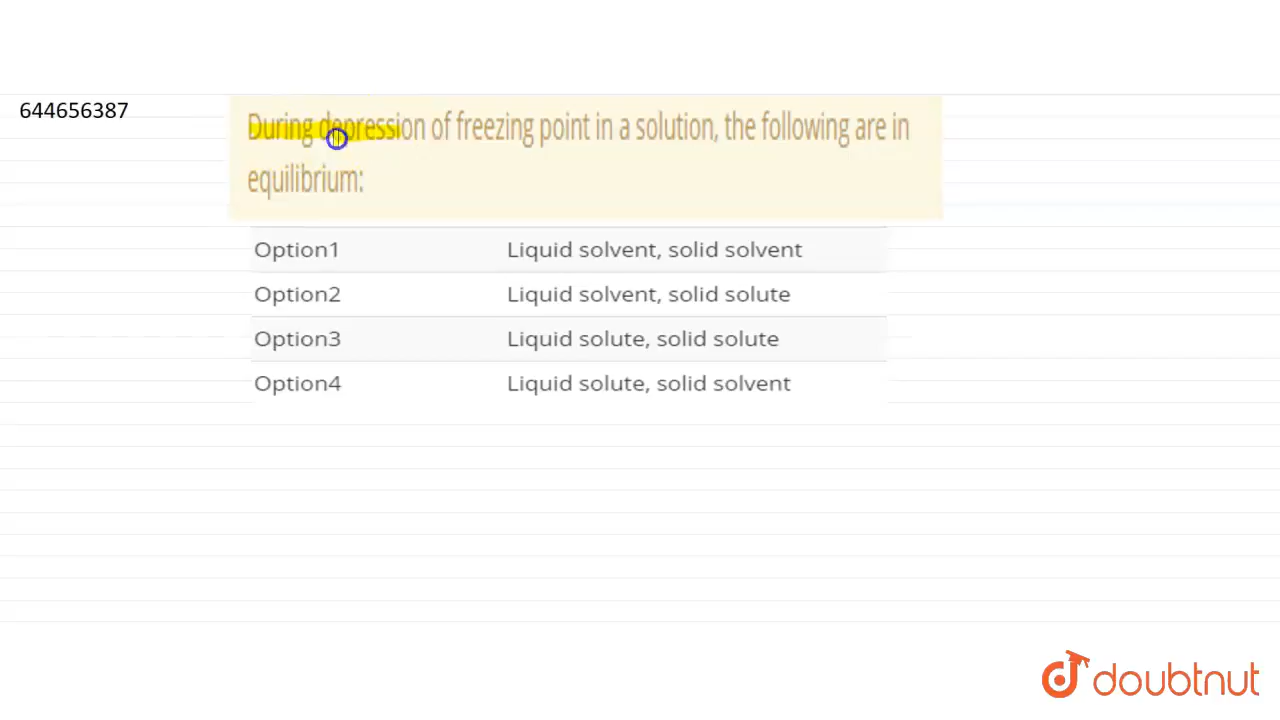 644656387
During depression of freezing point in a solution, the following are in
equilibrium:
Option1 Liquid solvent, solid solvent
Option2 Liquid solvent, solid solute
Option3 Liquid solute, solid solute
Option4 Liquid solute, solid solvent
doubtnut